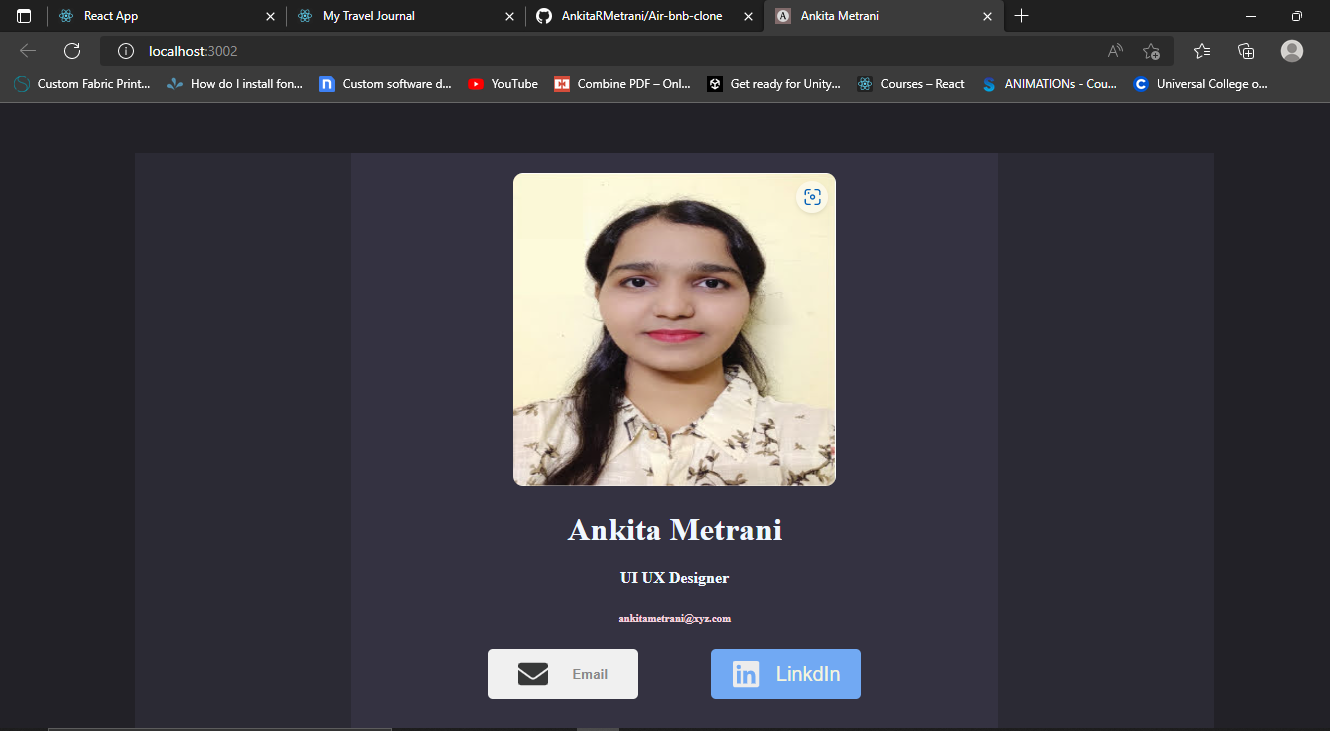 React App
My Travel Journal
AnkitaRMetrani/Air-bnb-clone
A Ankita Metrani
localhost:3002
Custom Fabric Print...
How do I install fon...
n Custom software d...
YouTube
Combine PDF – Onl...
Get ready for Unity...
Courses – React
S ANIMATIONs - Cou...
C Universal College o...
Ankita Metrani
UI UX Designer
ankitametrani@xyz.com
Email
in LinkdIn